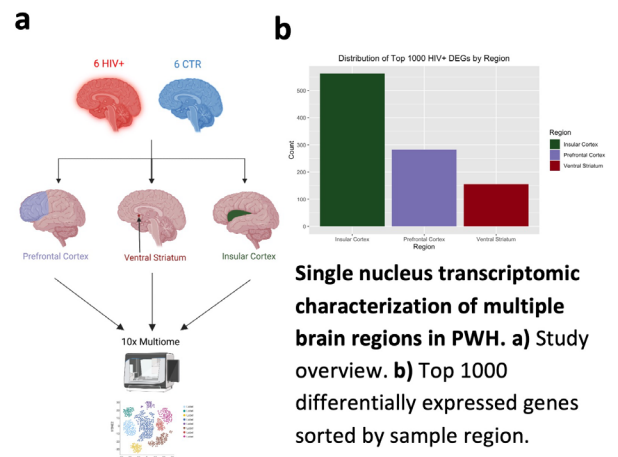 a
6 HIV+ 6 CTR
Prefrontal Cortex
Ventral Striatum
Insular Cortex
10x Multiome
b
Distribution of Top 1000 HIV+ DEGs by Region
Count
500
400
300
200
100
0
Insular Cortex
Prefrontal Cortex
Ventral Striatum
Region
Region
Insular Cortex
Prefrontal Cortex
Ventral Striatum
Single nucleus transcriptomic
characterization of multiple
brain regions in PWH. a) Study
overview. b) Top 1000
differentially expressed genes
sorted by sample region.